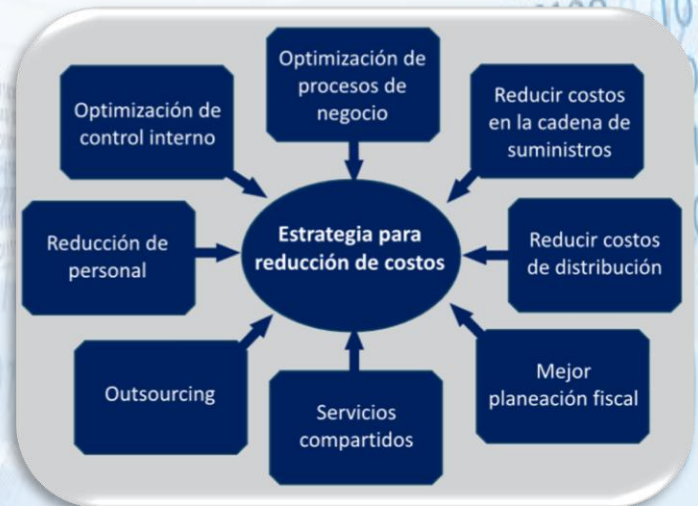 Optimización de
procesos de
negocio
Optimización de
control interno
Reducir costos
en la cadena de
suministros
Reducción de
personal
Estrategia para
reducción de costos
Reducir costos
de distribución
Outsourcing
Servicios
compartidos
Mejor
planeación fiscal